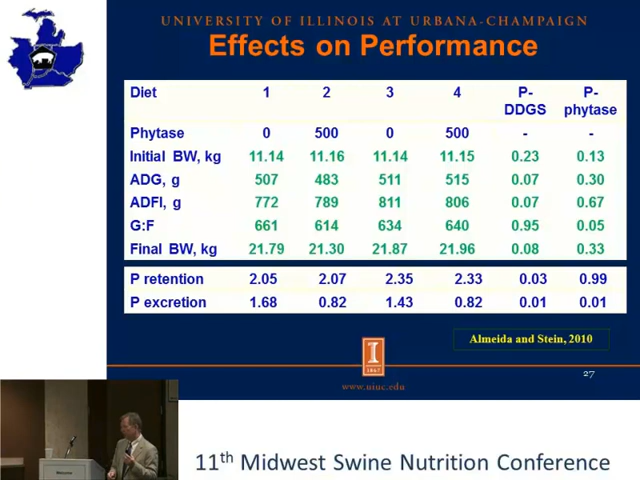 UNIVERSITY OF ILLINOIS AT URBANA-CHAMPAIGN
Effects on Performance
Diet 1 2 3 4 P-DDGS P-phytase
Phytase 0 500 0 500 - -
Initial BW, kg 11.14 11.16 11.14 11.15 0.23 0.13
ADG, g 507 483 511 515 0.07 0.30
ADFI, g 772 789 811 806 0.07 0.67
G:F 661 614 634 640 0.95 0.05
Final BW, kg 21.79 21.30 21.87 21.96 0.08 0.33
P retention 2.05 2.07 2.35 2.33 0.03 0.99
P excretion 1.68 0.82 1.43 0.82 0.01 0.01
Almeida and Stein, 2010
I
1867
www.uiuc.edu
27
11th Midwest Swine Nutrition Conference